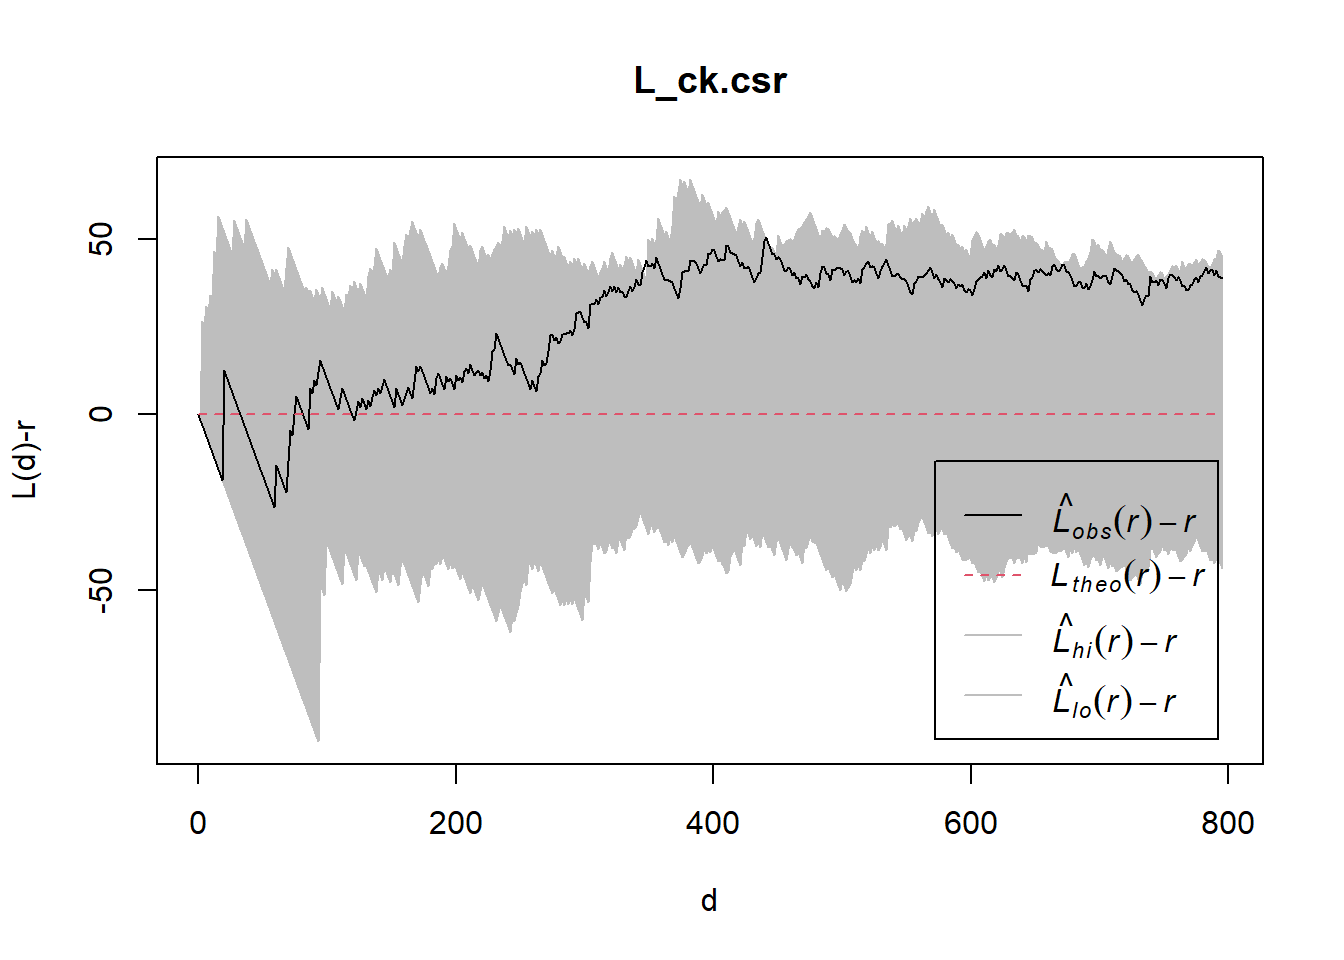 L_ck.csr
L(d)-r
50
0
-50
0 200 400 600 800
d
L̂obs(r) − r
Ltheo(r) − r
L̂hi(r) − r
L̂lo(r) − r